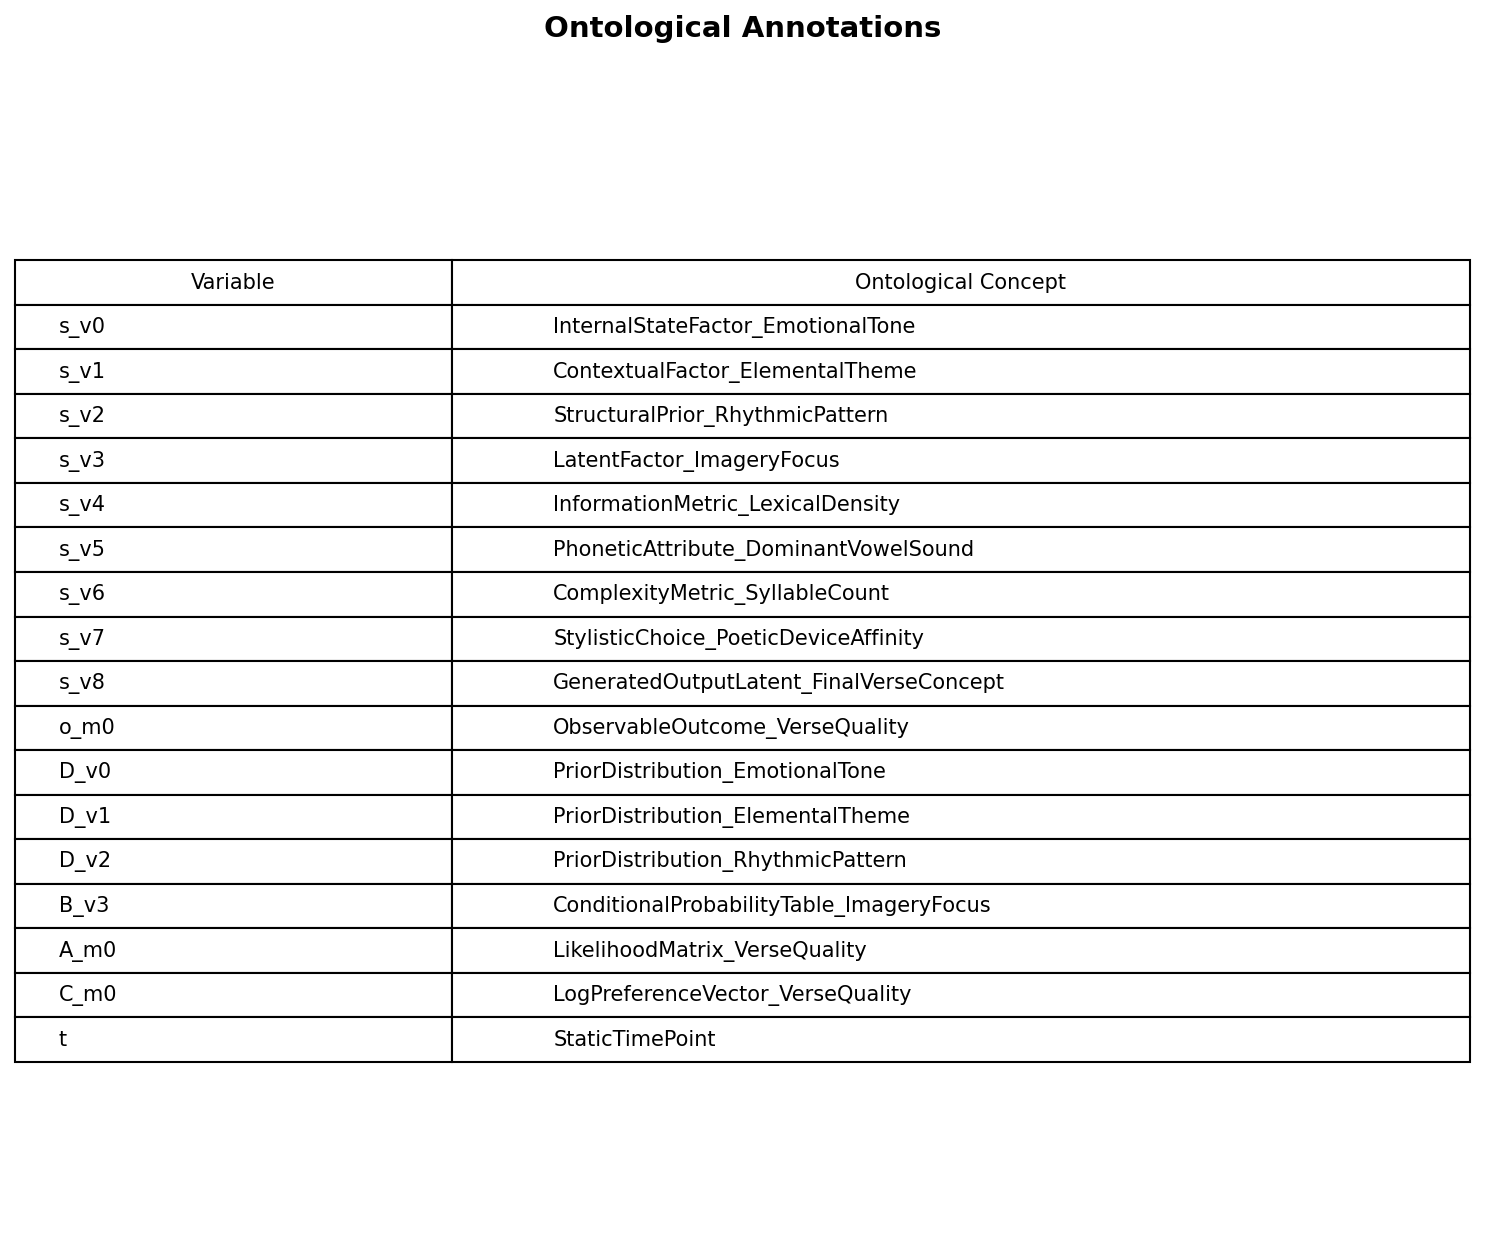 Ontological Annotations
Variable Ontological Concept
s_v0 InternalStateFactor_EmotionalTone
s_v1 ContextualFactor_ElementalTheme
s_v2 StructuralPrior_RhythmicPattern
s_v3 LatentFactor_ImageryFocus
s_v4 InformationMetric_LexicalDensity
s_v5 PhoneticAttribute_DominantVowelSound
s_v6 ComplexityMetric_SyllableCount
s_v7 StylisticChoice_PoeticDeviceAffinity
s_v8 GeneratedOutputLatent_FinalVerseConcept
o_m0 ObservableOutcome_VerseQuality
D_v0 PriorDistribution_EmotionalTone
D_v1 PriorDistribution_ElementalTheme
D_v2 PriorDistribution_RhythmicPattern
B_v3 ConditionalProbabilityTable_ImageryFocus
A_m0 LikelihoodMatrix_VerseQuality
C_m0 LogPreferenceVector_VerseQuality
t StaticTimePoint